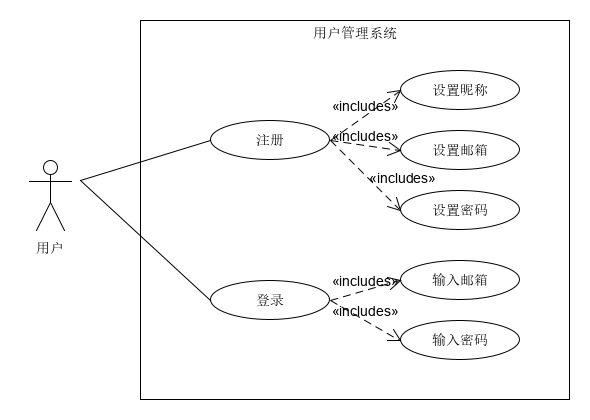 用户管理系统
设置昵称
«includes»
注册
«includes»
设置邮箱
«includes»
设置密码
用户
«includes»
输入邮箱
登录
«includes»
输入密码